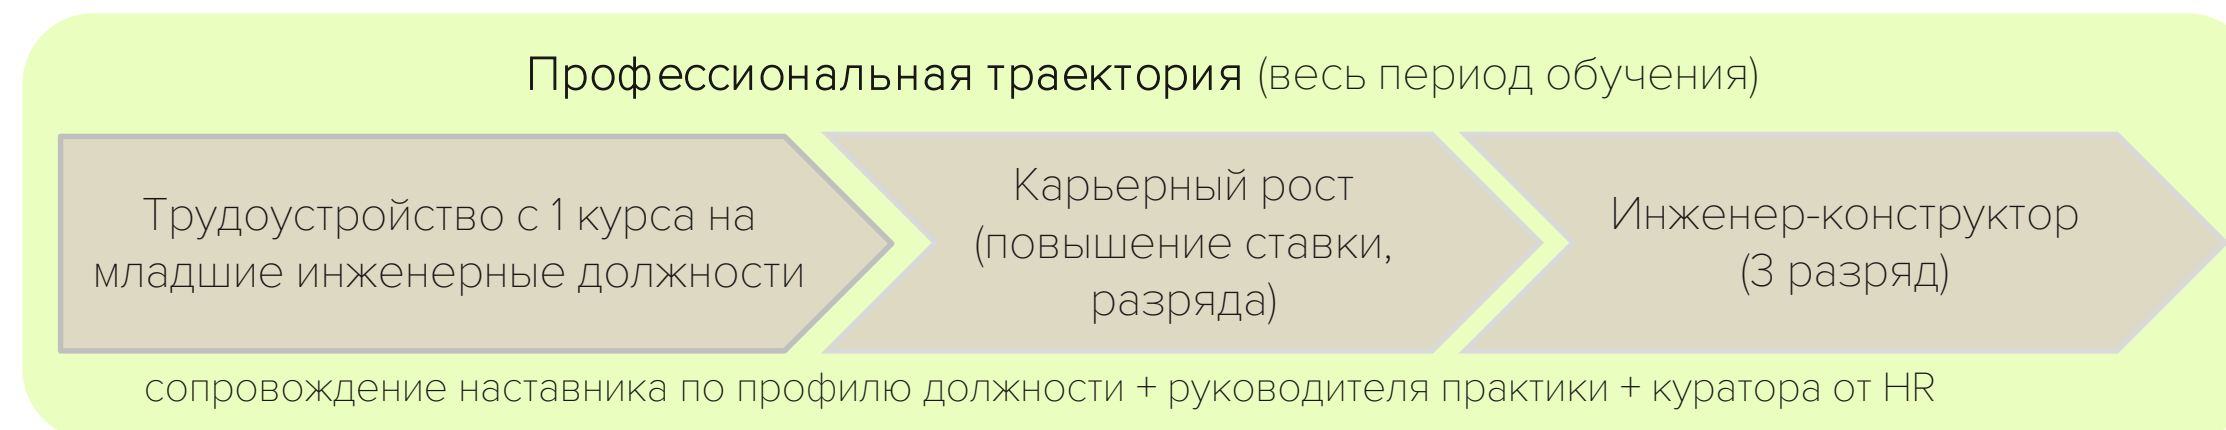 Профессиональная траектория (весь период обучения)
Трудоустройство с 1 курса на
младшие инженерные должности
Карьерный рост
(повышение ставки,
разряда)
Инженер-конструктор
(3 разряд)
сопровождение наставника по профилю должности + руководителя практики + куратора от HR